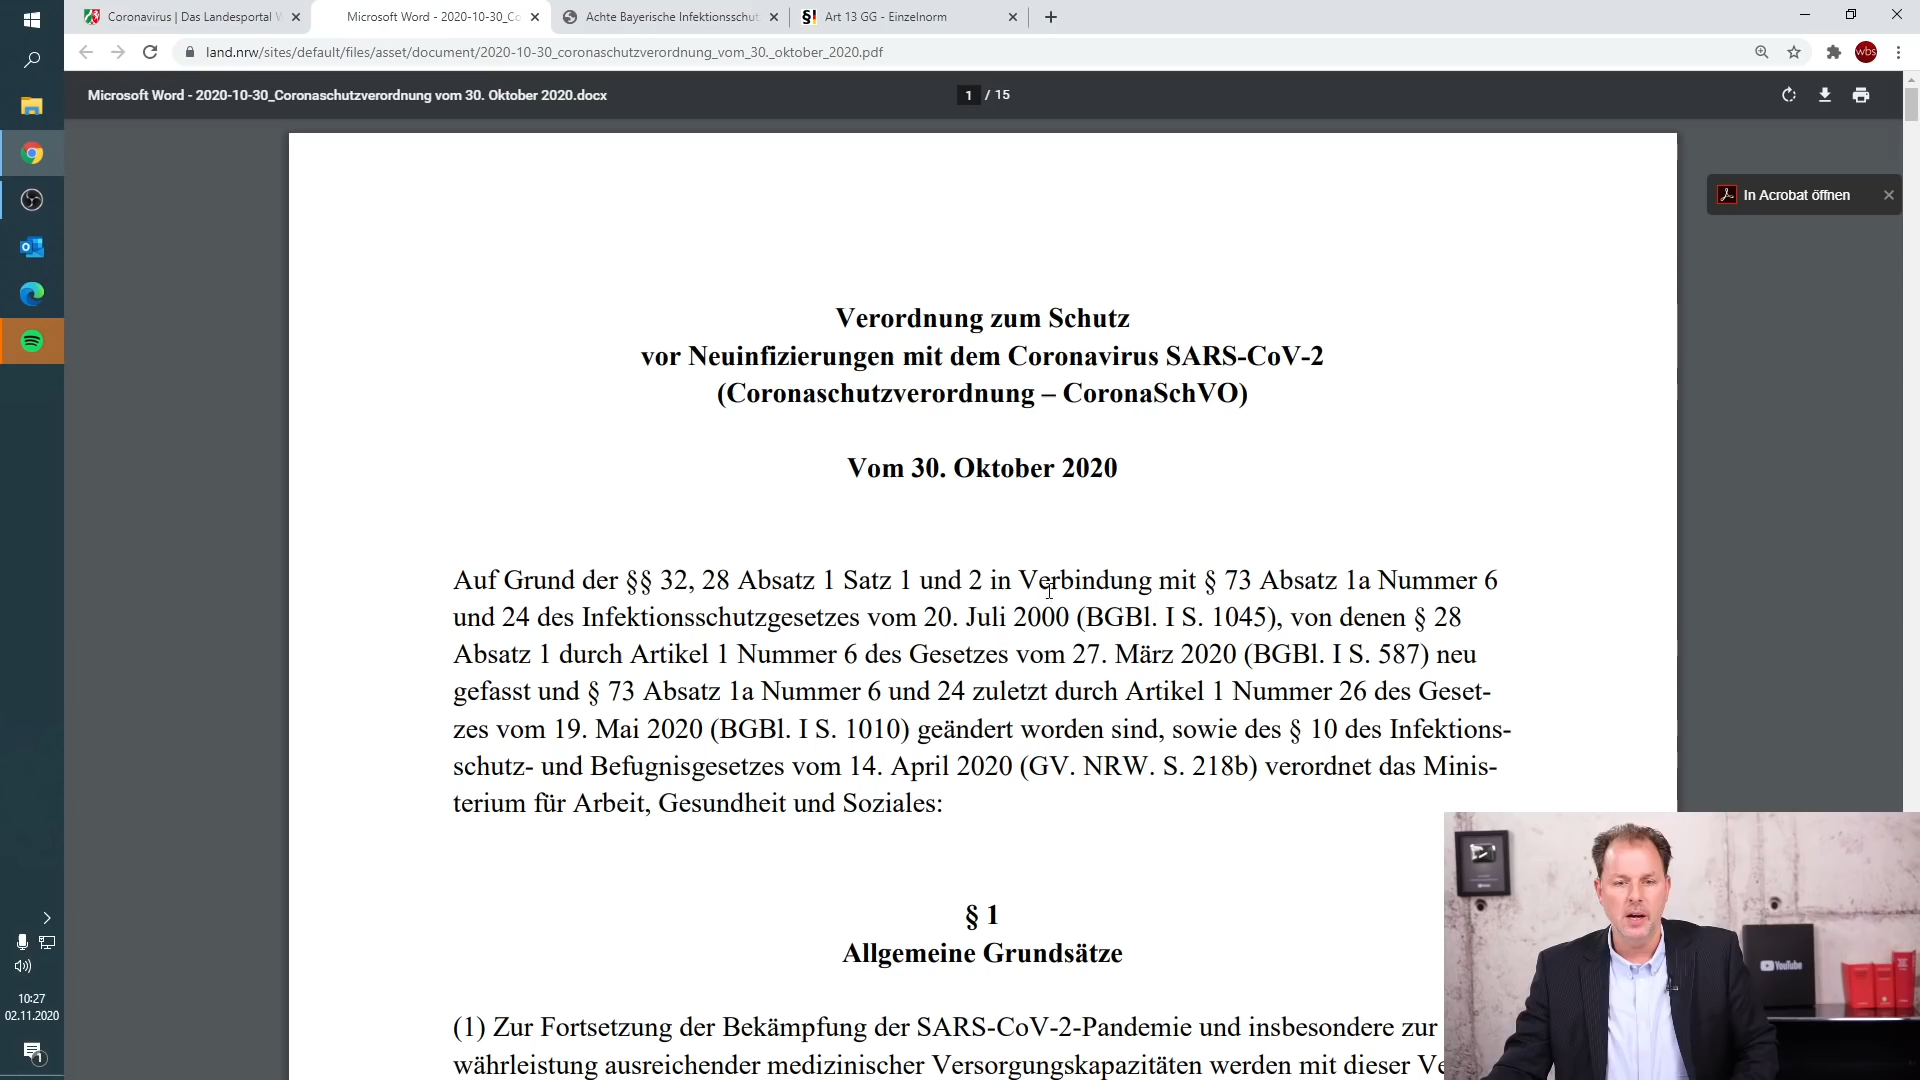 Coronavirus | Das Landesportal
Microsoft Word - 2020-10-30_Co
Achte Bayerische Infektionsschut
Art 13 GG - Einzelnorm
land.nrw/sites/default/files/asset/document/2020-10-30_coronaschutzverordnung_vom_30._oktober_2020.pdf
wbs
Microsoft Word - 2020-10-30_Coronaschutzverordnung vom 30. Oktober 2020.docx
1 / 15
In Acrobat öffnen
Verordnung zum Schutz
vor Neuinfizierungen mit dem Coronavirus SARS-CoV-2
(Coronaschutzverordnung – CoronaSchVO)
Vom 30. Oktober 2020
Auf Grund der §§ 32, 28 Absatz 1 Satz 1 und 2 in Verbindung mit § 73 Absatz 1a Nummer 6
und 24 des Infektionsschutzgesetzes vom 20. Juli 2000 (BGBl. I S. 1045), von denen § 28
Absatz 1 durch Artikel 1 Nummer 6 des Gesetzes vom 27. März 2020 (BGBl. I S. 587) neu
gefasst und § 73 Absatz 1a Nummer 6 und 24 zuletzt durch Artikel 1 Nummer 26 des Geset-
zes vom 19. Mai 2020 (BGBl. I S. 1010) geändert worden sind, sowie des § 10 des Infektions-
schutz- und Befugnisgesetzes vom 14. April 2020 (GV. NRW. S. 218b) verordnet das Minis-
terium für Arbeit, Gesundheit und Soziales:
§ 1
Allgemeine Grundsätze
(1) Zur Fortsetzung der Bekämpfung der SARS-CoV-2-Pandemie und insbesondere zur
währleistung ausreichender medizinischer Versorgungskapazitäten werden mit dieser Ve
YouTube
10:27
02.11.2020
1